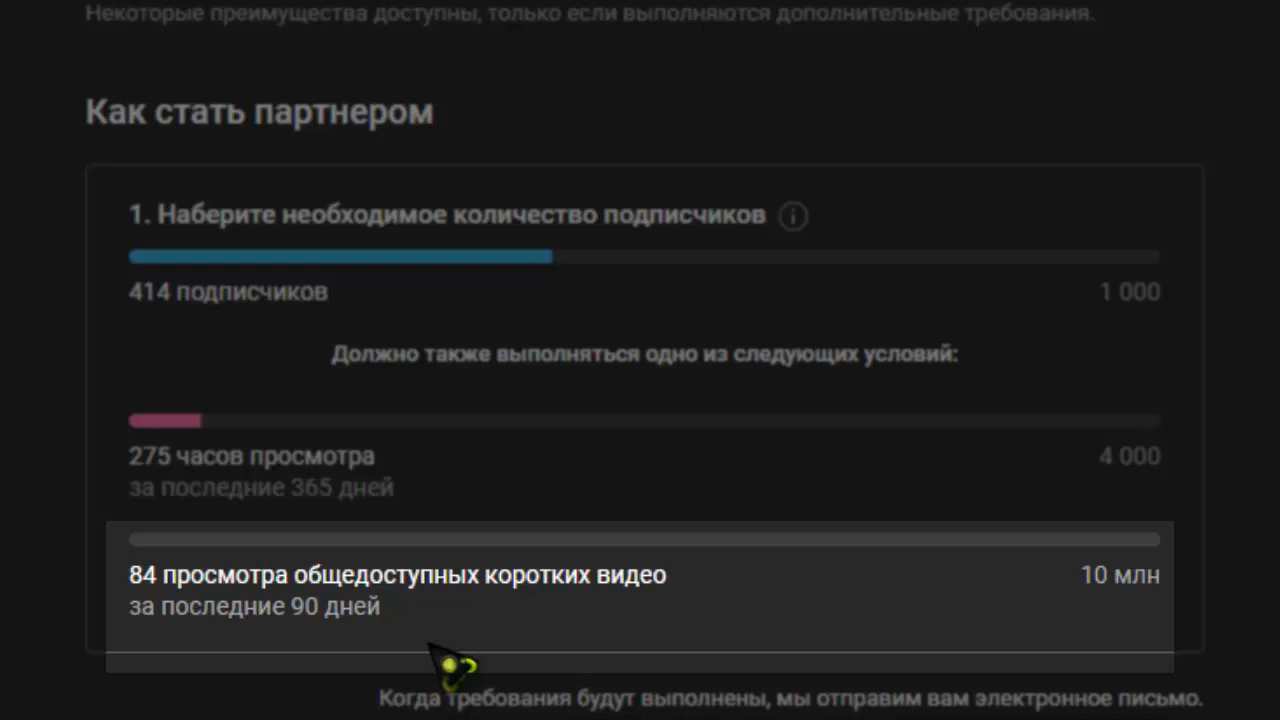 Некоторые преимущества доступны, только если выполняются дополнительные требования.
Как стать партнером
1. Наберите необходимое количество подписчиков
414 подписчиков 1 000
Должно также выполняться одно из следующих условий:
275 часов просмотра 4 000
за последние 365 дней
84 просмотра общедоступных коротких видео 10 млн
за последние 90 дней
Когда требования будут выполнены, мы отправим вам электронное письмо.